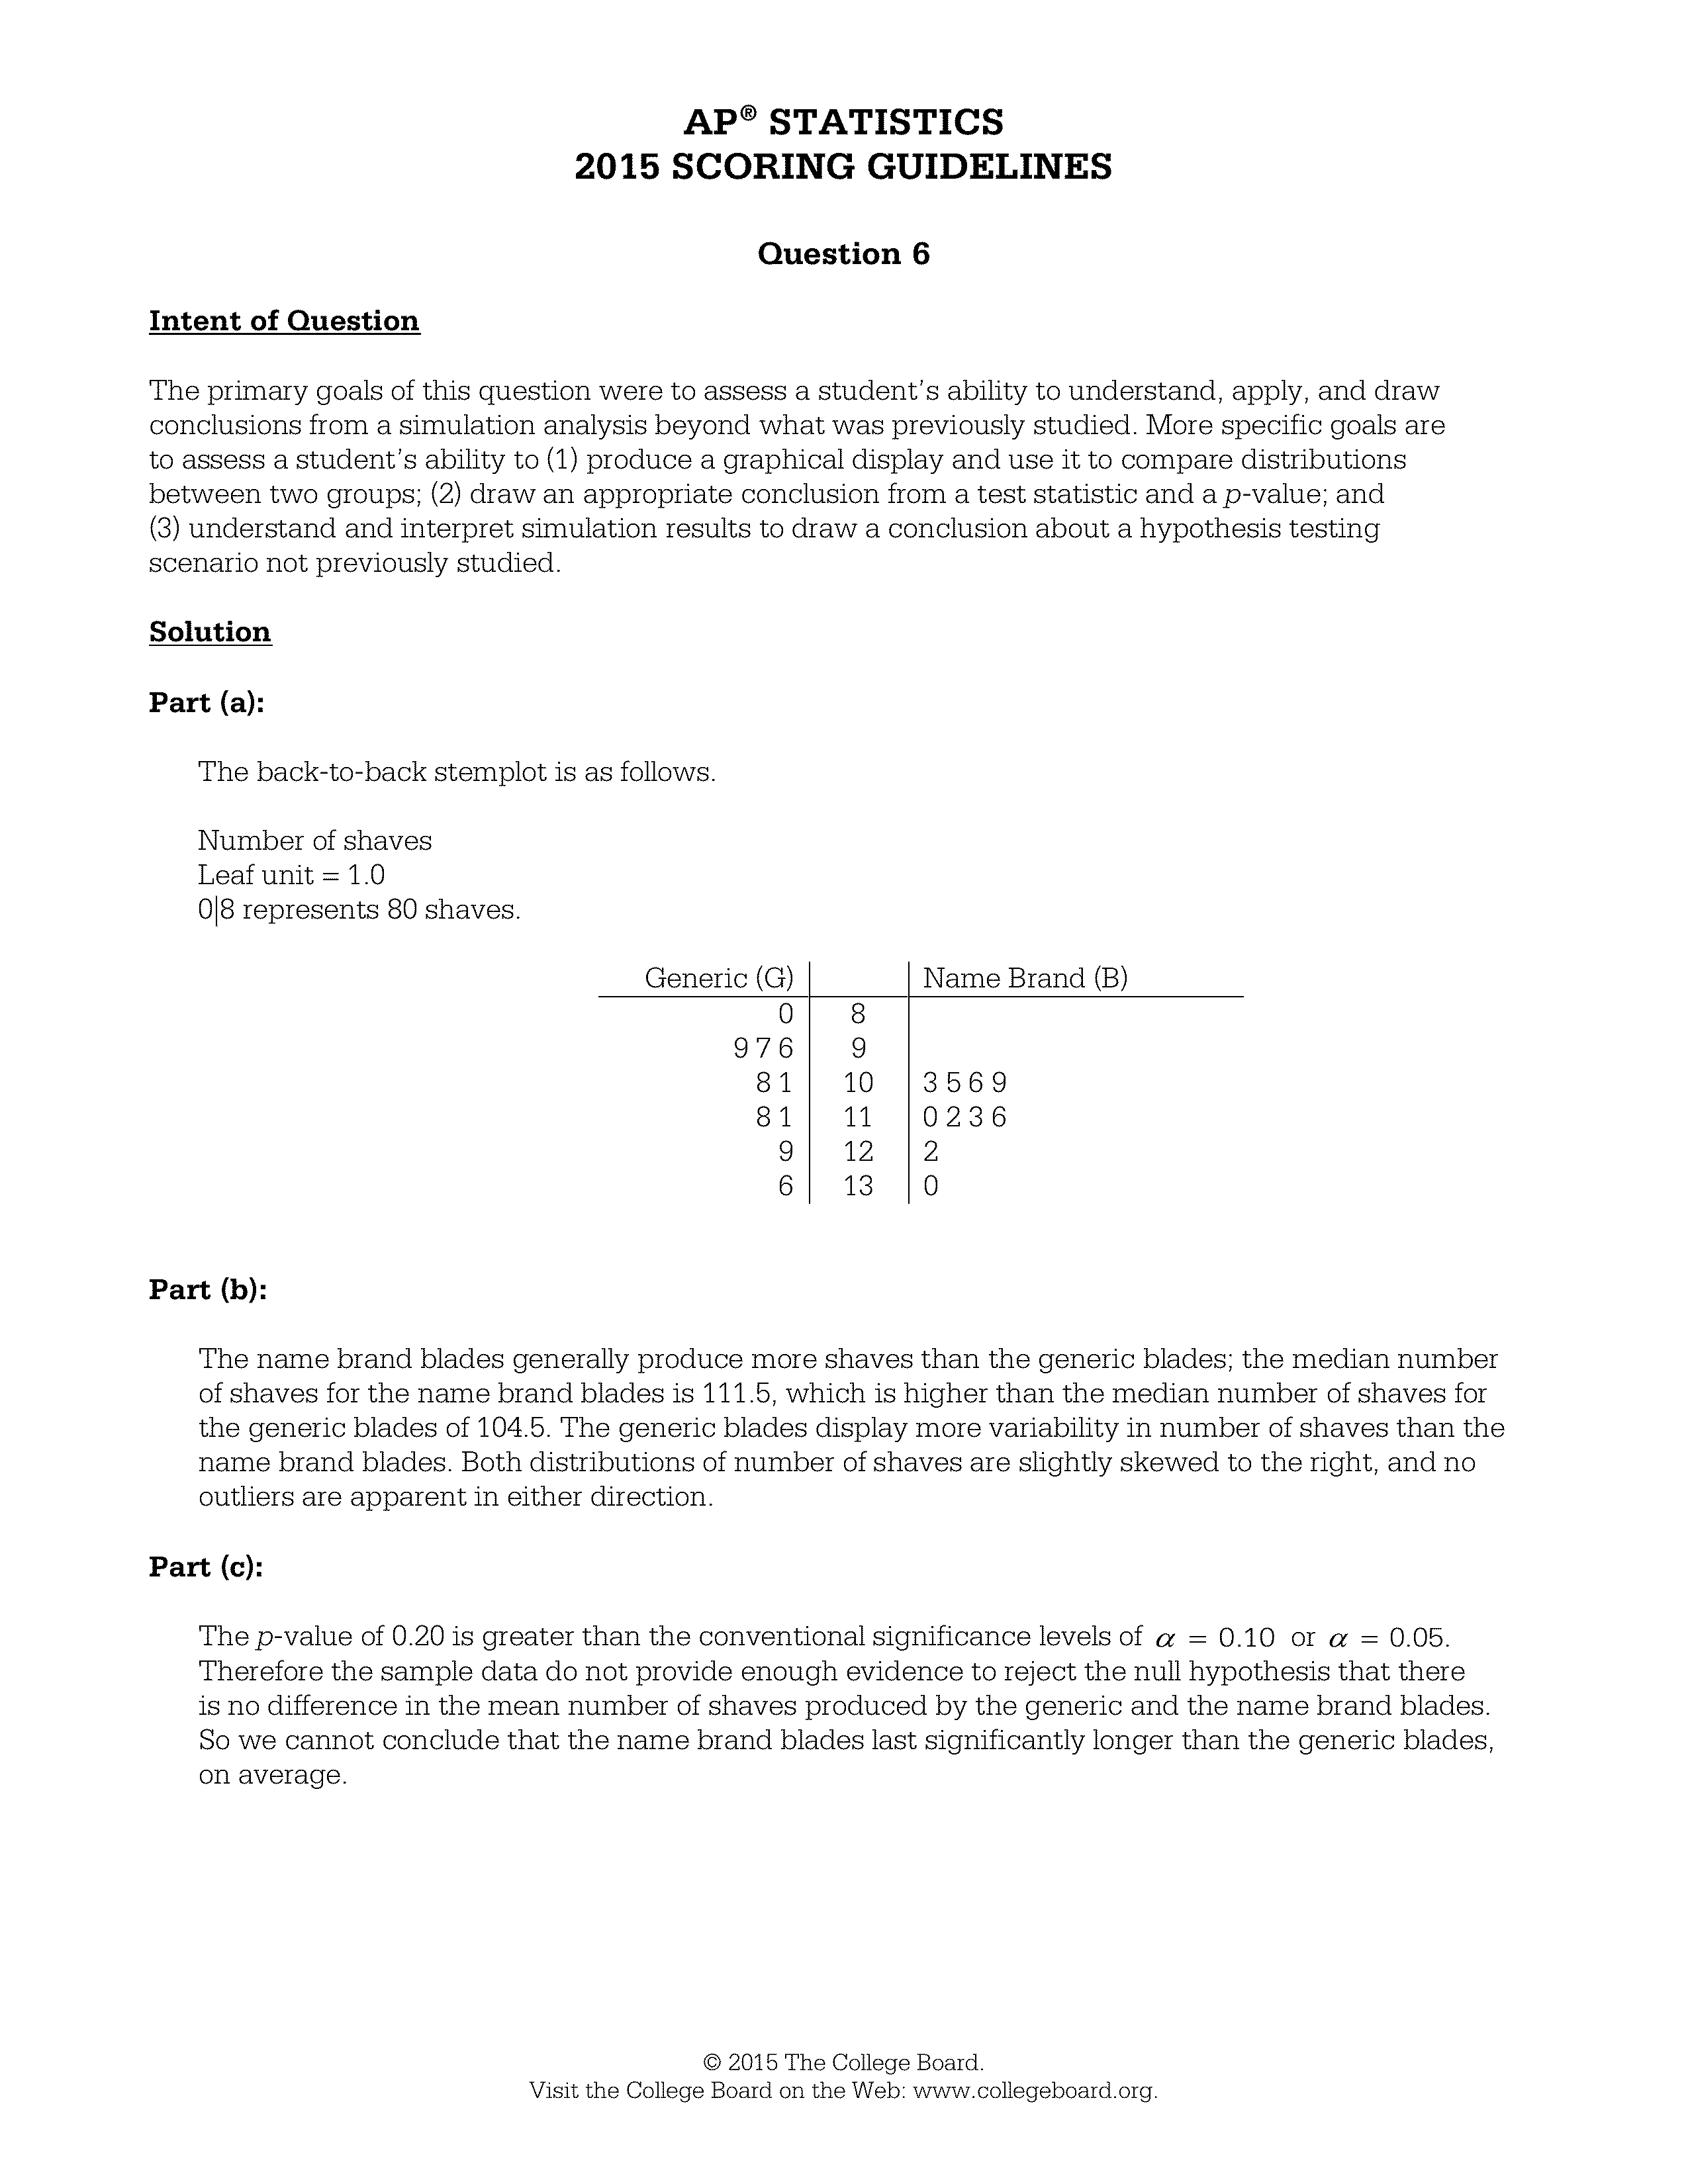 AP® STATISTICS
2015 SCORING GUIDELINES
Question 6
Intent of Question
The primary goals of this question were to assess a student's ability to understand, apply, and draw
conclusions from a simulation analysis beyond what was previously studied. More specific goals are
to assess a student's ability to (1) produce a graphical display and use it to compare distributions
between two groups; (2) draw an appropriate conclusion from a test statistic and a p-value; and
(3) understand and interpret simulation results to draw a conclusion about a hypothesis testing
scenario not previously studied.
Solution
Part (a):
The back-to-back stemplot is as follows.
Number of shaves
Leaf unit = 1.0
0|8 represents 80 shaves.
Generic (G) | | Name Brand (B)
0 | 8 |
9 7 6 | 9 |
8 1 | 10 | 3 5 6 9
8 1 | 11 | 0 2 3 6
9 | 12 | 2
6 | 13 | 0
Part (b):
The name brand blades generally produce more shaves than the generic blades; the median number
of shaves for the name brand blades is 111.5, which is higher than the median number of shaves for
the generic blades of 104.5. The generic blades display more variability in number of shaves than the
name brand blades. Both distributions of number of shaves are slightly skewed to the right, and no
outliers are apparent in either direction.
Part (c):
The p-value of 0.20 is greater than the conventional significance levels of α = 0.10 or α = 0.05.
Therefore the sample data do not provide enough evidence to reject the null hypothesis that there
is no difference in the mean number of shaves produced by the generic and the name brand blades.
So we cannot conclude that the name brand blades last significantly longer than the generic blades,
on average.
© 2015 The College Board.
Visit the College Board on the Web: www.collegeboard.org.